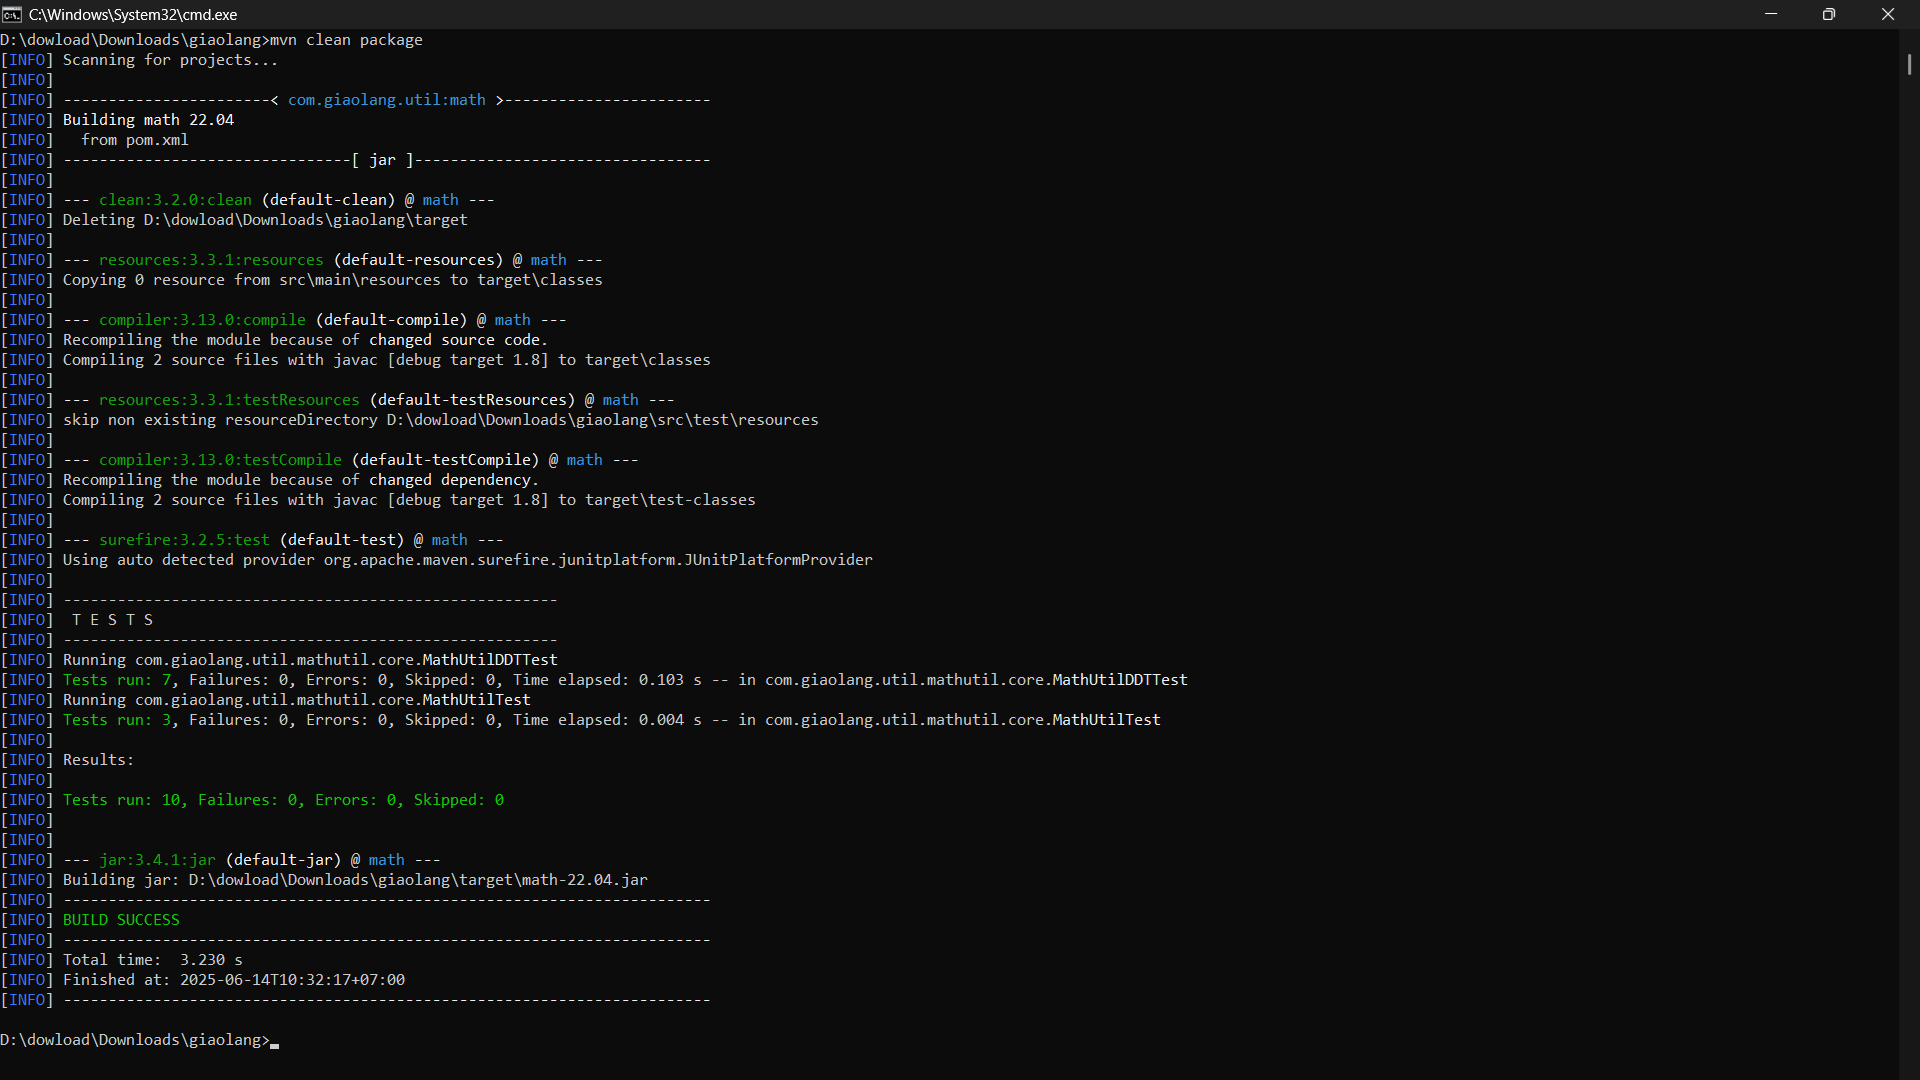 C:\Windows\System32\cmd.exe
D:\dowload\Downloads\giaolang>mvn clean package
[INFO] Scanning for projects...
[INFO]
[INFO] -----------------------< com.giaolang.util:math >-----------------------
[INFO] Building math 22.04
[INFO]   from pom.xml
[INFO] --------------------------------[ jar ]---------------------------------
[INFO]
[INFO] --- clean:3.2.0:clean (default-clean) @ math ---
[INFO] Deleting D:\dowload\Downloads\giaolang\target
[INFO]
[INFO] --- resources:3.3.1:resources (default-resources) @ math ---
[INFO] Copying 0 resource from src\main\resources to target\classes
[INFO]
[INFO] --- compiler:3.13.0:compile (default-compile) @ math ---
[INFO] Recompiling the module because of changed source code.
[INFO] Compiling 2 source files with javac [debug target 1.8] to target\classes
[INFO]
[INFO] --- resources:3.3.1:testResources (default-testResources) @ math ---
[INFO] skip non existing resourceDirectory D:\dowload\Downloads\giaolang\src\test\resources
[INFO]
[INFO] --- compiler:3.13.0:testCompile (default-testCompile) @ math ---
[INFO] Recompiling the module because of changed dependency.
[INFO] Compiling 2 source files with javac [debug target 1.8] to target\test-classes
[INFO]
[INFO] --- surefire:3.2.5:test (default-test) @ math ---
[INFO] Using auto detected provider org.apache.maven.surefire.junitplatform.JUnitPlatformProvider
[INFO]
[INFO] -------------------------------------------------------
[INFO]  T E S T S
[INFO] -------------------------------------------------------
[INFO] Running com.giaolang.util.mathutil.core.MathUtilDDTTest
[INFO] Tests run: 7, Failures: 0, Errors: 0, Skipped: 0, Time elapsed: 0.103 s -- in com.giaolang.util.mathutil.core.MathUtilDDTTest
[INFO] Running com.giaolang.util.mathutil.core.MathUtilTest
[INFO] Tests run: 3, Failures: 0, Errors: 0, Skipped: 0, Time elapsed: 0.004 s -- in com.giaolang.util.mathutil.core.MathUtilTest
[INFO]
[INFO] Results:
[INFO]
[INFO] Tests run: 10, Failures: 0, Errors: 0, Skipped: 0
[INFO]
[INFO]
[INFO] --- jar:3.4.1:jar (default-jar) @ math ---
[INFO] Building jar: D:\dowload\Downloads\giaolang\target\math-22.04.jar
[INFO] ------------------------------------------------------------------------
[INFO] BUILD SUCCESS
[INFO] ------------------------------------------------------------------------
[INFO] Total time:  3.230 s
[INFO] Finished at: 2025-06-14T10:32:17+07:00
[INFO] ------------------------------------------------------------------------
D:\dowload\Downloads\giaolang>